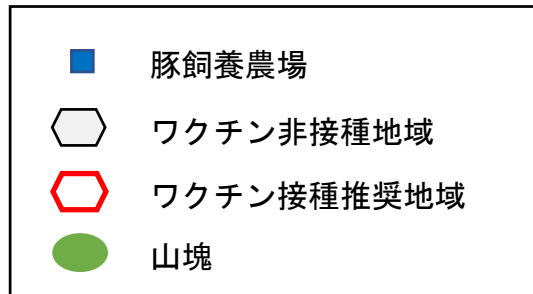 豚飼養農場
ワクチン非接種地域
ワクチン接種推奨地域
山塊